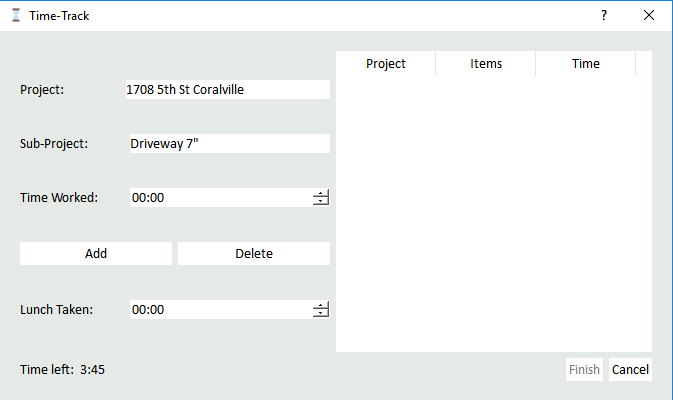 Time-Track
?
Project: 1708 5th St Coralville
Sub-Project: Driveway 7"
Time Worked: 00:00
Add Delete
Lunch Taken: 00:00
Time left: 3:45
Project Items Time
Finish Cancel